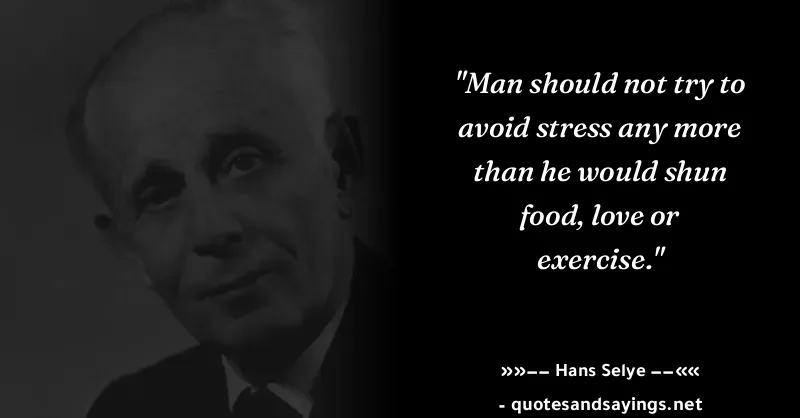 "Man should not try to
avoid stress any more
than he would shun
food, love or
exercise."
»»–– Hans Selye ––««
- quotesandsayings.net